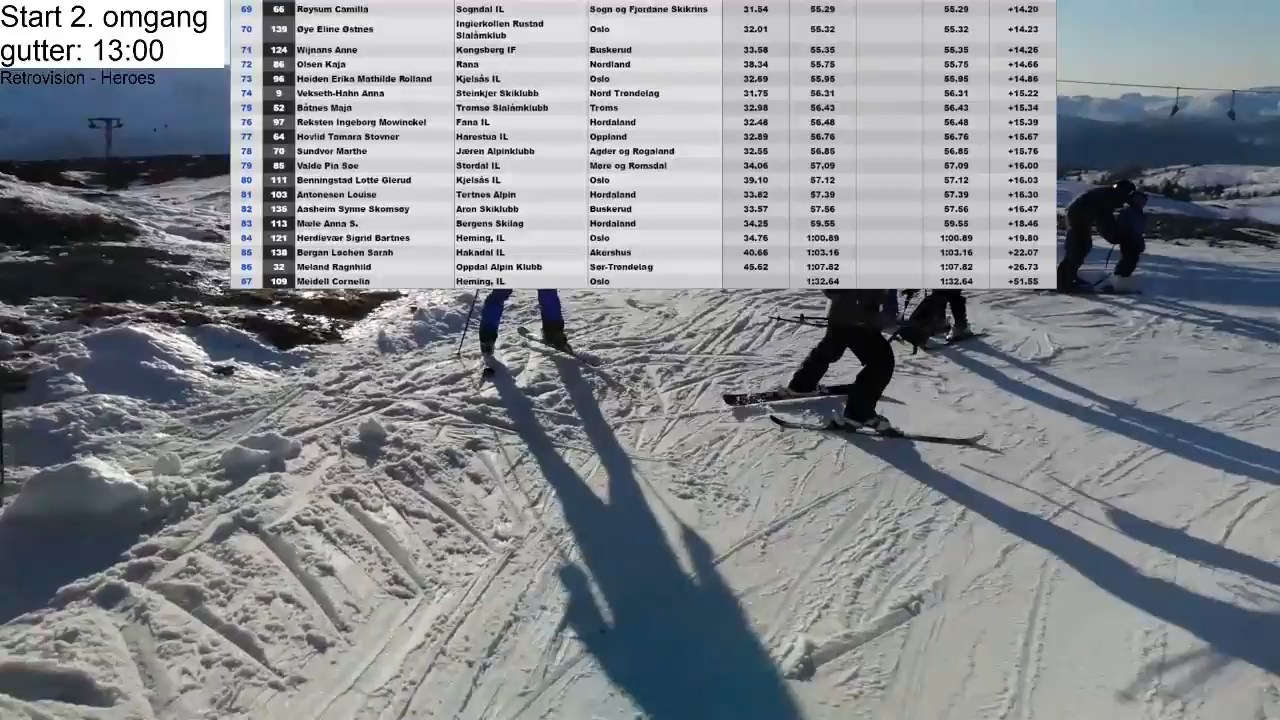 Start 2. omgang
gutter: 13:00
Retrovision - Heroes
69 66 Røysum Camilla Sogndal IL Sogn og Fjordane Skikrins 31.54 55.29 55.29 +14.20
70 139 Øye Eline Østnes Ingierkollen Rustad Slalåmklub Oslo 32.01 55.32 55.32 +14.23
71 124 Wijnans Anne Kongsberg IF Buskerud 33.58 55.35 55.35 +14.26
72 86 Olsen Kaja Rana Nordland 38.34 55.75 55.75 +14.66
73 96 Høiden Erika Mathilde Rolland Kjelsås IL Oslo 32.69 55.95 55.95 +14.86
74 9 Vekseth-Hahn Anna Steinkjer Skiklubb Nord Trøndelag 31.75 56.31 56.31 +15.22
75 52 Båtnes Maja Tromsø Slalåmklubb Troms 32.98 56.43 56.43 +15.34
76 97 Reksten Ingeborg Mowinckel Fana IL Hordaland 32.48 56.48 56.48 +15.39
77 64 Hovlid Tamara Stovner Harestua IL Oppland 32.89 56.76 56.76 +15.67
78 70 Sundvor Marthe Jæren Alpinklubb Agder og Rogaland 32.55 56.85 56.85 +15.76
79 85 Valde Pia Søe Stordal IL Møre og Romsdal 34.06 57.09 57.09 +16.00
80 111 Benningstad Lotte Gierud Kjelsås IL Oslo 39.10 57.12 57.12 +16.03
81 103 Antonesen Louise Tertnes Alpin Hordaland 33.82 57.39 57.39 +16.30
82 135 Aasheim Synne Skomsøy Aron Skiklubb Buskerud 33.57 57.56 57.56 +16.47
83 113 Mæle Anna S. Bergens Skilag Hordaland 34.25 59.55 59.55 +18.46
84 121 Herdlevær Sigrid Bartnes Heming, IL Oslo 34.76 1:00.89 1:00.89 +19.80
85 138 Bergan Løchen Sarah Hakadal IL Akershus 40.66 1:03.16 1:03.16 +22.07
86 32 Meland Ragnhild Oppdal Alpin Klubb Sør-Trøndelag 45.62 1:07.82 1:07.82 +26.73
87 109 Meidell Cornelia Heming, IL Oslo 1:32.64 1:32.64 +51.55